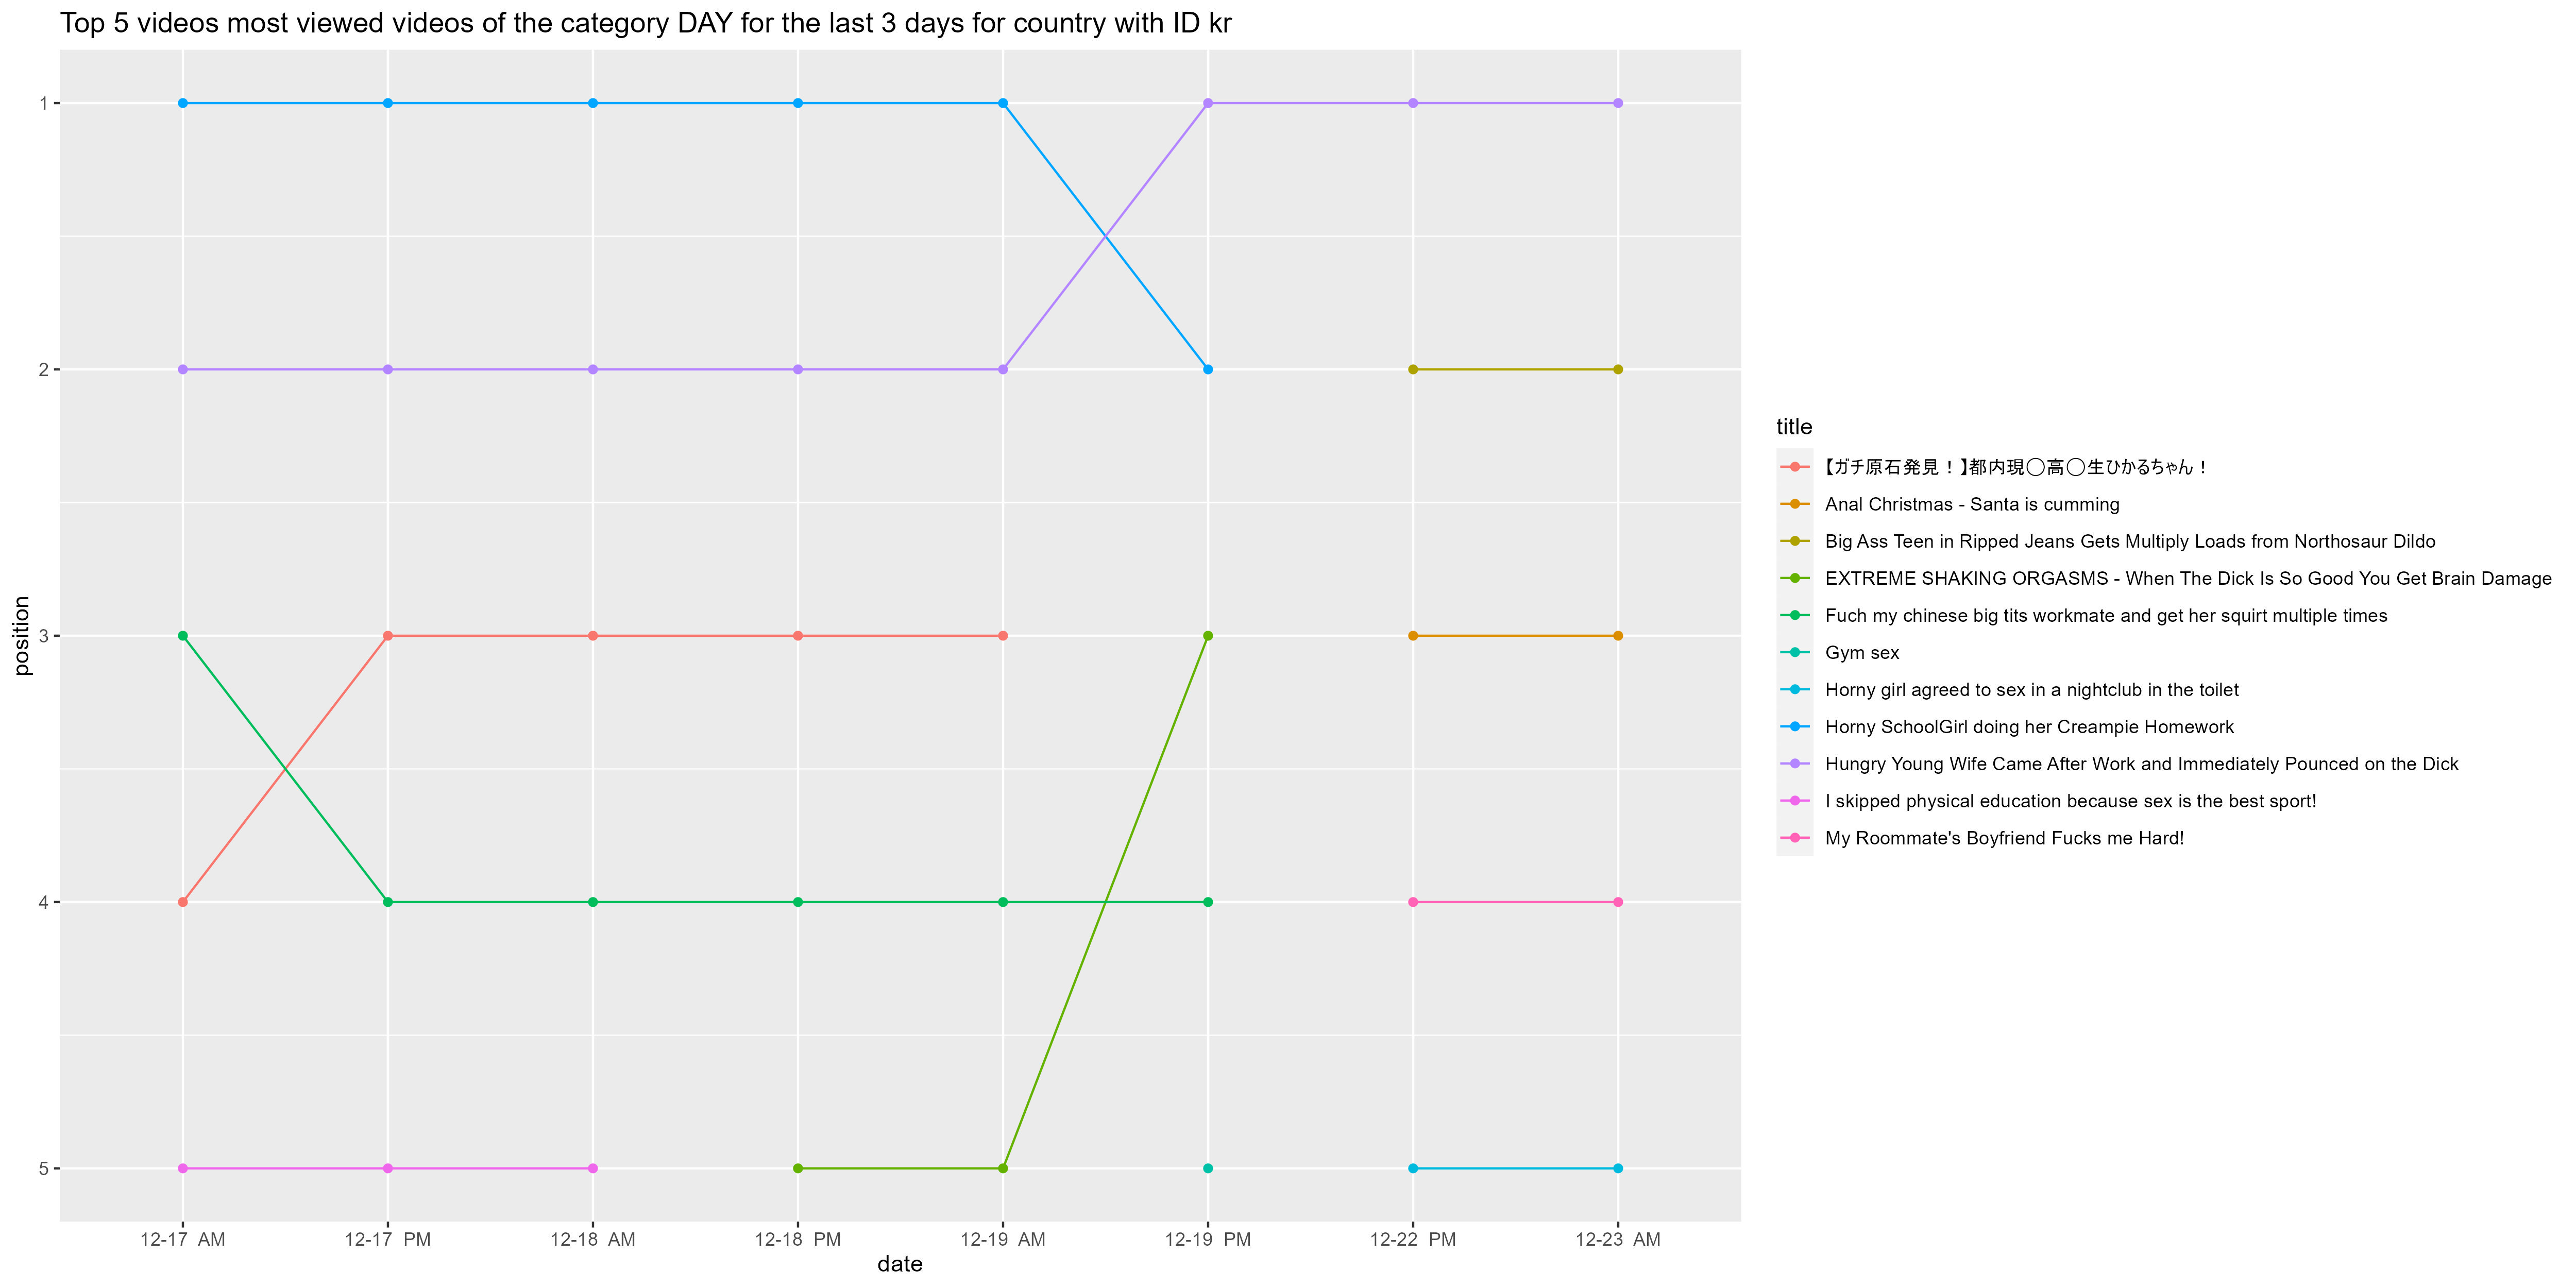 Top 5 videos most viewed videos of the category DAY for the last 3 days for country with ID kr
position
1
2
3
4
5
12-17 AM
12-17 PM
12-18 AM
12-18 PM
12-19 AM
12-19 PM
12-22 PM
12-23 AM
date
title
【ガチ原石発見！】都内現◯高◯生ひかるちゃん！
Anal Christmas - Santa is cumming
Big Ass Teen in Ripped Jeans Gets Multiply Loads from Northosaur Dildo
EXTREME SHAKING ORGASMS - When The Dick Is So Good You Get Brain Damage
Fuch my chinese big tits workmate and get her squirt multiple times
Gym sex
Horny girl agreed to sex in a nightclub in the toilet
Horny SchoolGirl doing her Creampie Homework
Hungry Young Wife Came After Work and Immediately Pounced on the Dick
I skipped physical education because sex is the best sport!
My Roommate's Boyfriend Fucks me Hard!